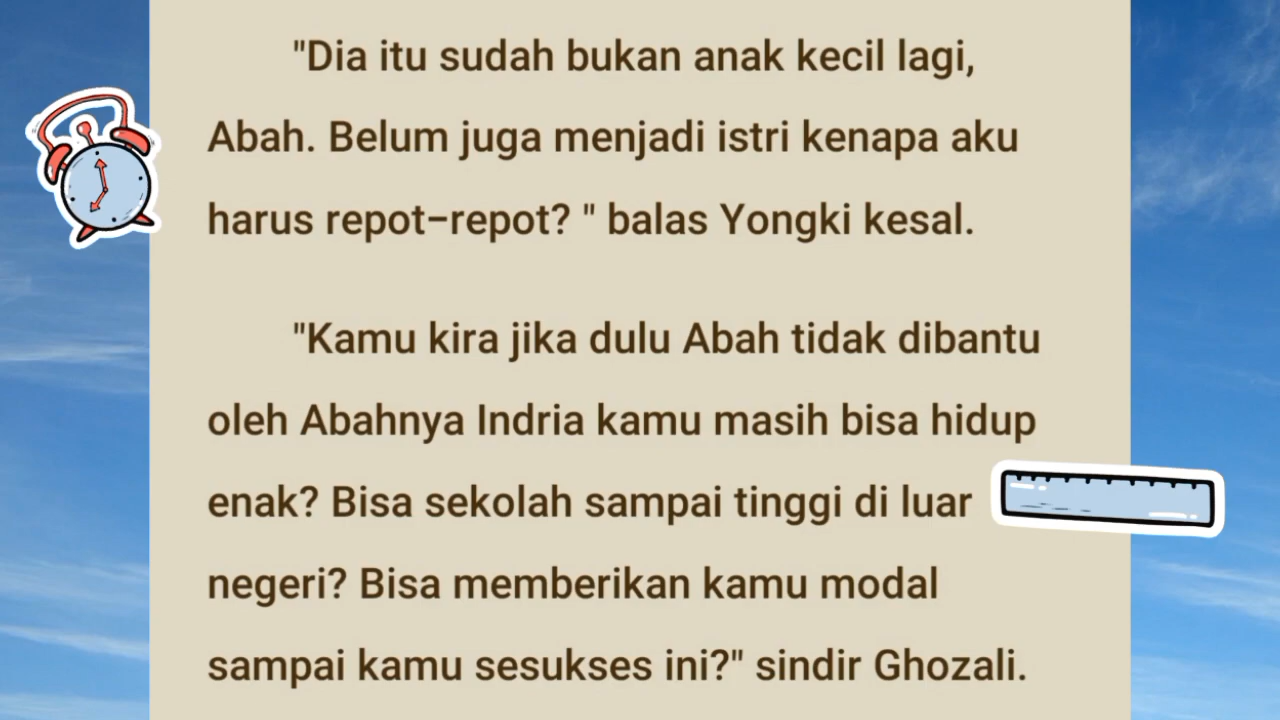 "Dia itu sudah bukan anak kecil lagi,
Abah. Belum juga menjadi istri kenapa aku
harus repot-repot? " balas Yongki kesal.
"Kamu kira jika dulu Abah tidak dibantu
oleh Abahnya Indria kamu masih bisa hidup
enak? Bisa sekolah sampai tinggi di luar
negeri? Bisa memberikan kamu modal
sampai kamu sesukses ini?" sindir Ghozali.